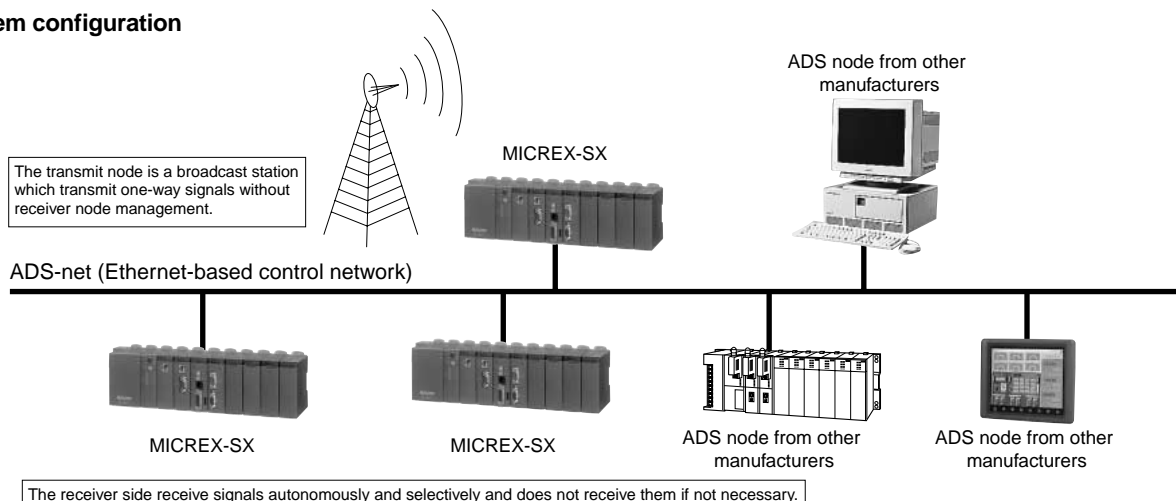 em configuration
ADS node from other
manufacturers
MICREX-SX
The transmit node is a broadcast station
which transmit one-way signals without
receiver node management.
ADS-net (Ethernet-based control network)
MICREX-SX
MICREX-SX
ADS node from other
manufacturers
ADS node from other
manufacturers
The receiver side receive signals autonomously and selectively and does not receive them if not necessary.